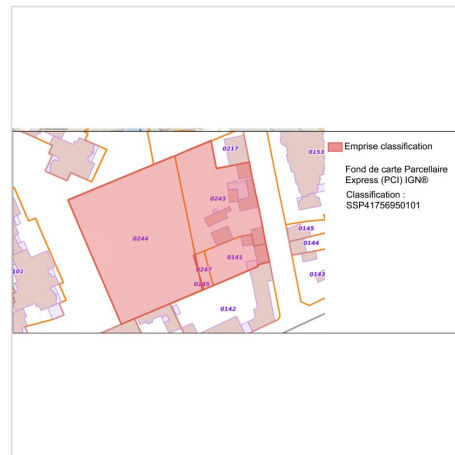 0217
0153
Emprise classification
Fond de carte Parcellaire
Express (PCI) IGN®
Classification :
SSP41756950101
0243
0145
0244
0144
0141
101
0247
0143
0245
0142